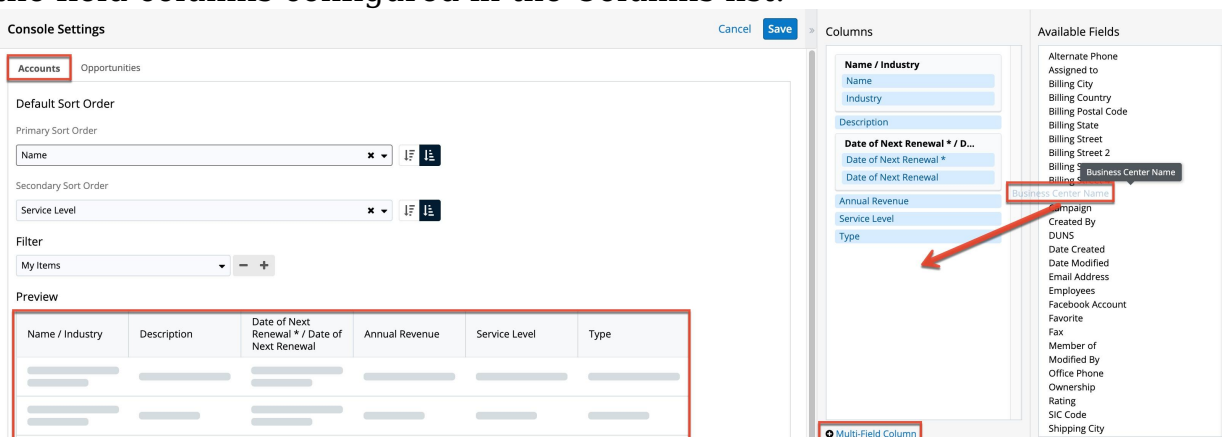 the field columns configured in the Columns list.
Console Settings
Cancel Save
Accounts Opportunities
Default Sort Order
Primary Sort Order
Name
Secondary Sort Order
Service Level
Filter
My Items
Preview
Name / Industry Description Date of Next Renewal * / Date of Next Renewal Annual Revenue Service Level Type
Columns
Name / Industry
Name
Industry
Description
Date of Next Renewal * / D...
Date of Next Renewal *
Date of Next Renewal
Annual Revenue
Service Level
Type
Multi-Field Column
Available Fields
Alternate Phone
Assigned to
Billing City
Billing Country
Billing Postal Code
Billing State
Billing Street
Billing Street 2
Billing
Business Center Name
Billing
Business Center Name
Campaign
Created By
DUNS
Date Created
Date Modified
Email Address
Employees
Facebook Account
Favorite
Fax
Member of
Modified By
Office Phone
Ownership
Rating
SIC Code
Shipping City